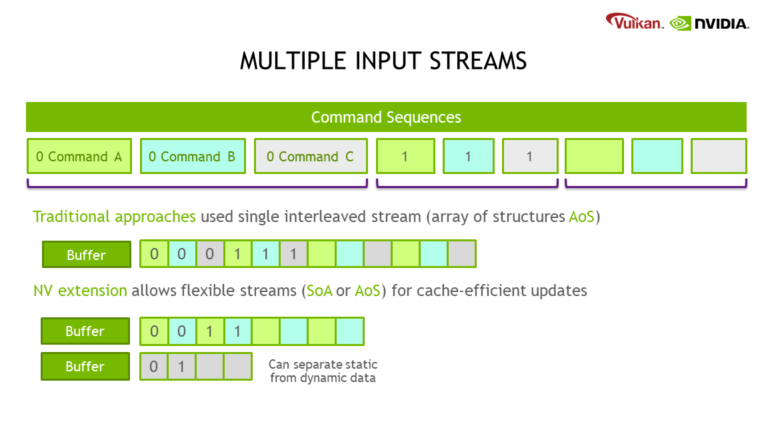 Vulkan. NVIDIA.
MULTIPLE INPUT STREAMS
Command Sequences
0 Command A 0 Command B 0 Command C 1 1 1
Traditional approaches used single interleaved stream (array of structures AoS)
Buffer 0 0 0 1 1 1
NV extension allows flexible streams (SoA or AoS) for cache-efficient updates
Buffer 0 0 1 1
Buffer 0 1
Can separate static
from dynamic data